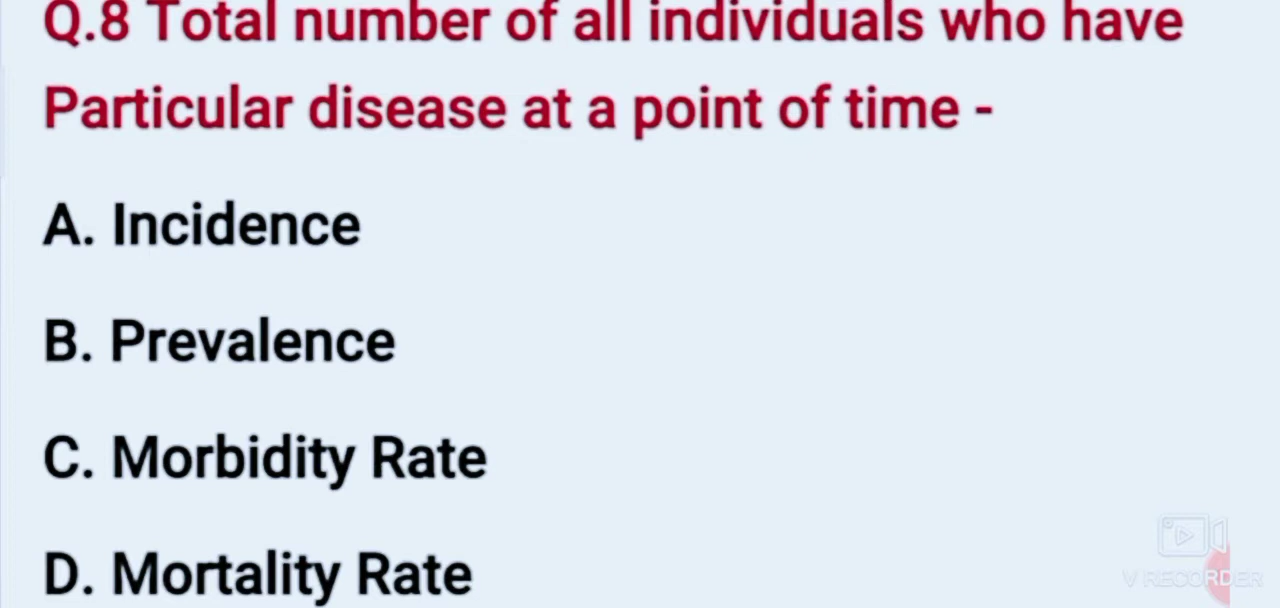 Q.8 Total number of all individuals who have
Particular disease at a point of time -
A. Incidence
B. Prevalence
C. Morbidity Rate
D. Mortality Rate
V RECORDER